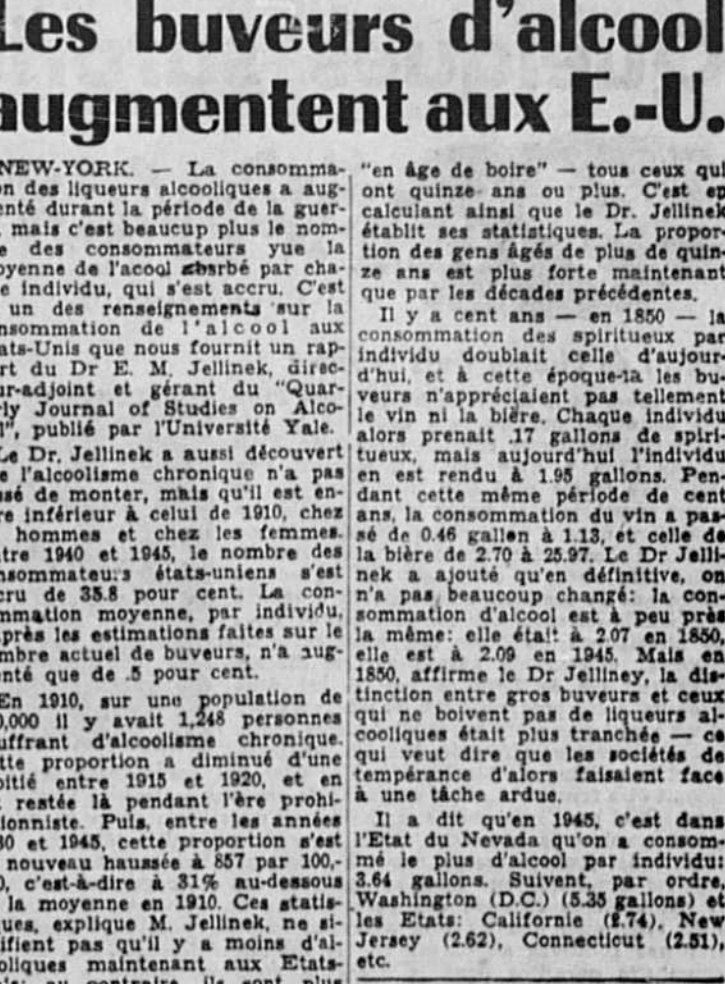 Les buveurs d'alcool
augmentent aux E.-U.
NEW-YORK. — La consomma-
on des liqueurs alcooliques a aug-
enté durant la période de la guer-
, mais c'est beaucoup plus le nom-
e des consommateurs yue la
oyenne de l'acool absrbé par cha-
e individu, qui s'est accru. C'est
un des renseignements sur la
nsommation de l'alcool aux
ats-Unis que nous fournit un rap-
rt du Dr E. M. Jellinek, direc-
ur-adjoint et gérant du "Quar-
rly Journal of Studies on Alco-
l", publié par l'Université Yale.
Le Dr. Jellinek a aussi découvert
e l'alcoolisme chronique n'a pas
ssé de monter, mais qu'il est en-
re inférieur à celui de 1910, chez
hommes et chez les femmes.
tre 1940 et 1945, le nombre des
nsommateurs états-uniens s'est
cru de 35.8 pour cent. La con-
mmation moyenne, par individu,
après les estimations faites sur le
mbre actuel de buveurs, n'a aug-
enté que de .5 pour cent.
En 1910, sur une population de
0,000 il y avait 1,248 personnes
uffrant d'alcoolisme chronique.
tte proportion a diminué d'une
oitié entre 1915 et 1920, et en
restée là pendant l'ère prohi-
ionniste. Puis, entre les années
30 et 1945, cette proportion s'est
nouveau haussée à 857 par 100,-
0, c'est-à-dire à 31% au-dessous
la moyenne en 1910. Ces statis-
ques, explique M. Jellinek, ne si-
ifient pas qu'il y a moins d'al-
oliques maintenant aux Etats-
au contraire, ils sont plus
"en âge de boire" — tous ceux qui
ont quinze ans ou plus. C'est en
calculant ainsi que le Dr. Jellinek
établit ses statistiques. La propor-
tion des gens âgés de plus de quin-
ze ans est plus forte maintenant
que par les décades précédentes.
Il y a cent ans — en 1850 — la
consommation des spiritueux par
individu doublait celle d'aujour-
d'hui, et à cette époque-là les bu-
veurs n'appréciaient pas tellement
le vin ni la bière. Chaque individu
alors prenait .17 gallons de spiri-
tueux, mais aujourd'hui l'individu
en est rendu à 1.95 gallons. Pen-
dant cette même période de cent
ans, la consommation du vin a pas-
sé de 0.46 gallon à 1.13, et celle de
la bière de 2.70 à 25.97. Le Dr Jelli-
nek a ajouté qu'en définitive, on
n'a pas beaucoup changé: la con-
sommation d'alcool est à peu près
la même: elle était à 2.07 en 1850,
elle est à 2.09 en 1945. Mais en
1850, affirme le Dr Jelliney, la dis-
tinction entre gros buveurs et ceux
qui ne boivent pas de liqueurs al-
cooliques était plus tranchée — ce
qui veut dire que les sociétés de
tempérance d'alors faisaient face
à une tâche ardue.
Il a dit qu'en 1945, c'est dans
l'Etat du Nevada qu'on a consom-
mé le plus d'alcool par individu:
3.64 gallons. Suivent, par ordre,
Washington (D.C.) (5.35 gallons) et
les Etats: Californie (2.74), New
Jersey (2.62), Connecticut (2.51),
etc.